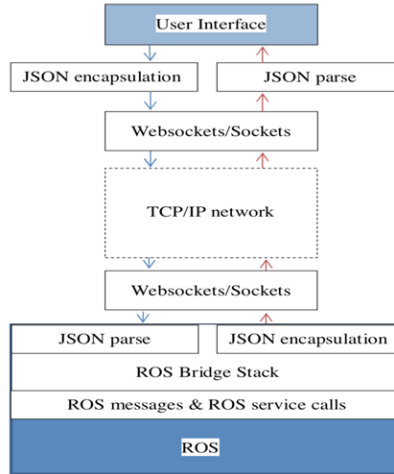 User Interface
JSON encapsulation
JSON parse
Websockets/Sockets
TCP/IP network
Websockets/Sockets
JSON parse
JSON encapsulation
ROS Bridge Stack
ROS messages & ROS service calls
ROS